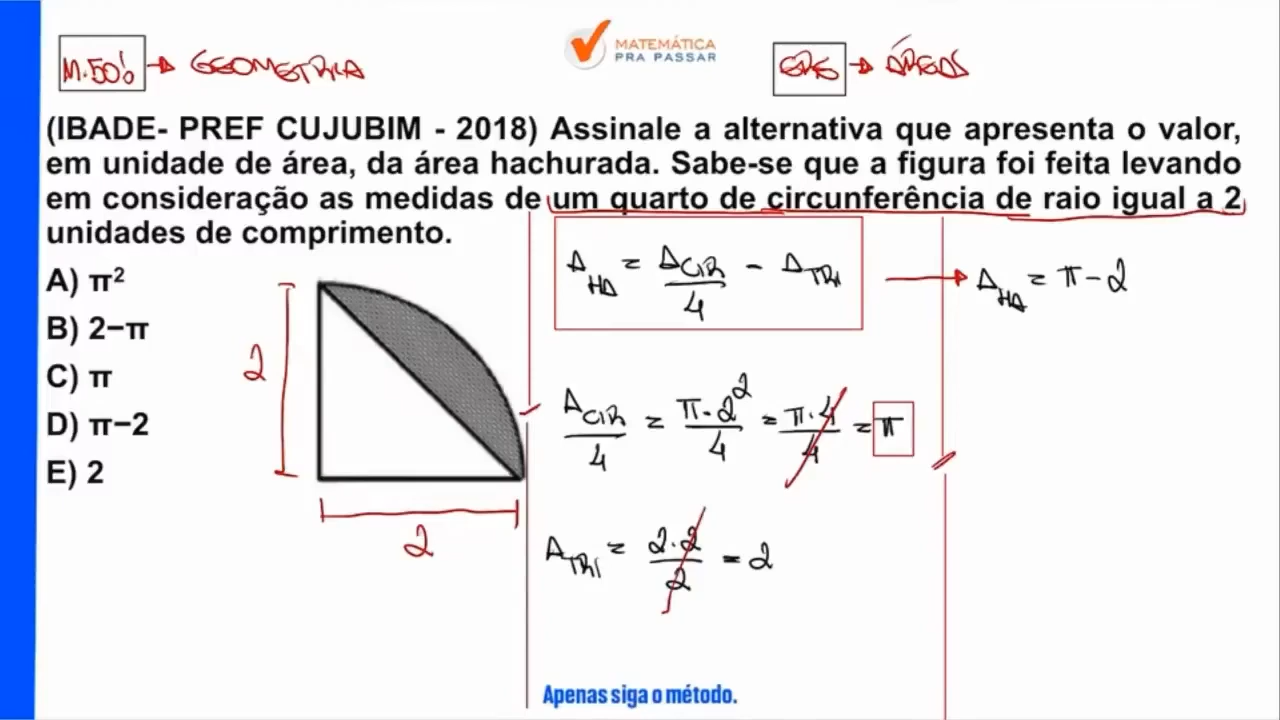 M.50% → GEOMETRIA
MATEMÁTICA
PRA PASSAR
→ ÁREAS
(IBADE- PREF CUJUBIM - 2018) Assinale a alternativa que apresenta o valor,
em unidade de área, da área hachurada. Sabe-se que a figura foi feita levando
em consideração as medidas de um quarto de circunferência de raio igual a 2
unidades de comprimento.
A) π²
B) 2−π
C) π
D) π−2
E) 2
2
2
A_HA = A_CIR/4 − A_TRI → A_HA = π − 2
A_CIR/4 = π·2²/4 = π·4/4 = π
A_TRI = 2·2/2 = 2
Apenas siga o método.